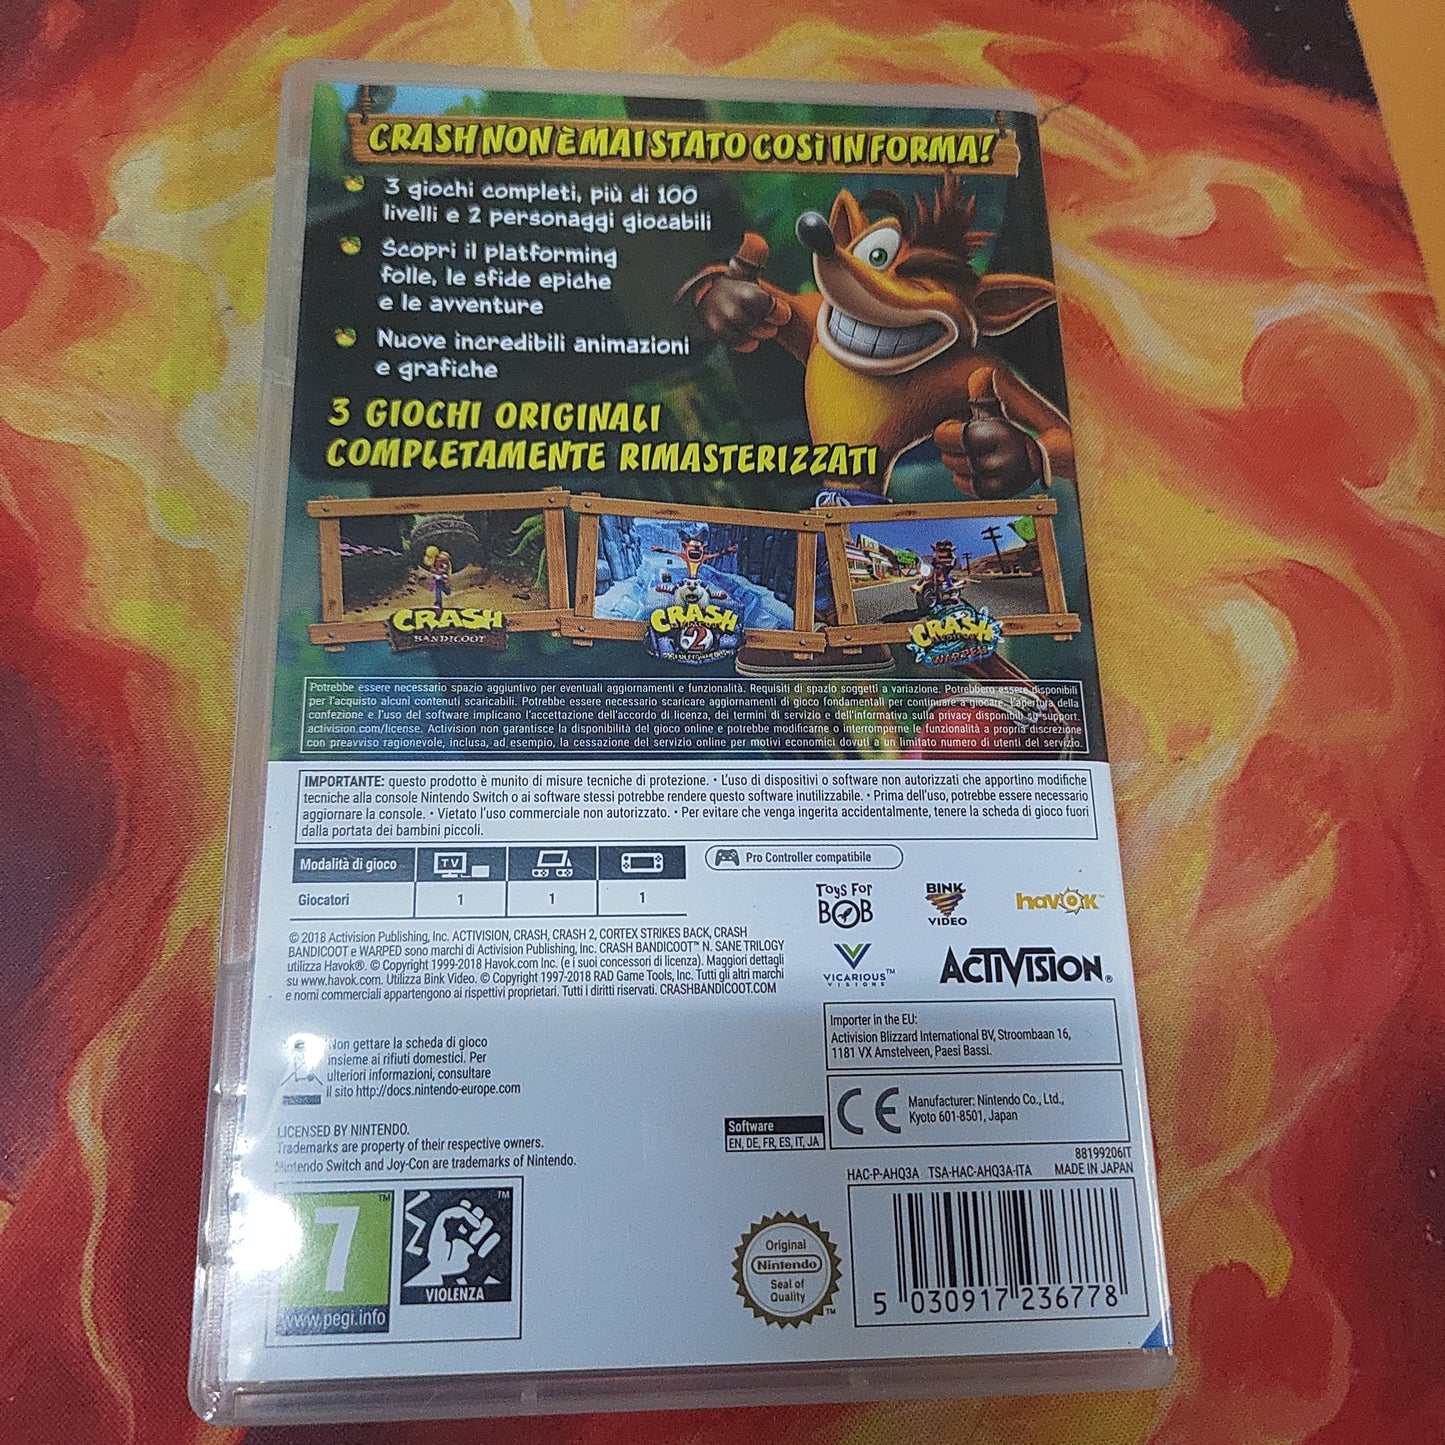 CRASH NON È MAI STATO COSÌ IN FORMA!
3 giochi completi, più di 100
livelli e 2 personaggi giocabili
Scopri il platforming
folle, le sfide epiche
e le avventure
Nuove incredibili animazioni
e grafiche
3 GIOCHI ORIGINALI
COMPLETAMENTE RIMASTERIZZATI
CRASH
BANDICOOT
CRASH
2
CRASH
WARPED
Potrebbe essere necessario spazio aggiuntivo per eventuali aggiornamenti e funzionalità. Requisiti di spazio soggetti a variazione. Potrebbero essere disponibili
per l'acquisto alcuni contenuti scaricabili. Potrebbe essere necessario scaricare aggiornamenti di gioco fondamentali per continuare a giocare. L'apertura della
confezione e l'uso del software implicano l'accettazione dell'accordo di licenza, dei termini di servizio e dell'informativa sulla privacy disponibili su support.
activision.com/license. Activision non garantisce la disponibilità del gioco online e potrebbe modificarne o interromperne le funzionalità a propria discrezione
con preavviso ragionevole, inclusa, ad esempio, la cessazione del servizio online per motivi economici dovuti a un limitato numero di utenti del servizio.
IMPORTANTE: questo prodotto è munito di misure tecniche di protezione. • L'uso di dispositivi o software non autorizzati che apportino modifiche
tecniche alla console Nintendo Switch o ai software stessi potrebbe rendere questo software inutilizzabile. • Prima dell'uso, potrebbe essere necessario
aggiornare la console. • Vietato l'uso commerciale non autorizzato. • Per evitare che venga ingerita accidentalmente, tenere la scheda di gioco fuori
dalla portata dei bambini piccoli.
Modalità di gioco TV
Pro Controller compatibile
Giocatori 1 1 1
Toys For
BOB
BINK
VIDEO
havok™
© 2018 Activision Publishing, Inc. ACTIVISION, CRASH, CRASH 2, CORTEX STRIKES BACK, CRASH
BANDICOOT e WARPED sono marchi di Activision Publishing, Inc. CRASH BANDICOOT™ N. SANE TRILOGY
utilizza Havok®. © Copyright 1999-2018 Havok.com Inc. (e i suoi concessori di licenza). Maggiori dettagli
su www.havok.com. Utilizza Bink Video. © Copyright 1997-2018 RAD Game Tools, Inc. Tutti gli altri marchi
e nomi commerciali appartengono ai rispettivi proprietari. Tutti i diritti riservati. CRASHBANDICOOT.COM
VICARIOUS™
VISIONS
ACTIVISION®
Importer in the EU:
Activision Blizzard International BV, Stroombaan 16,
1181 VX Amstelveen, Paesi Bassi.
Non gettare la scheda di gioco
insieme ai rifiuti domestici. Per
ulteriori informazioni, consultare
il sito http://docs.nintendo-europe.com
CE
Manufacturer: Nintendo Co., Ltd.,
Kyoto 601-8501, Japan
LICENSED BY NINTENDO.
Trademarks are property of their respective owners.
Nintendo Switch and Joy-Con are trademarks of Nintendo.
Software
EN, DE, FR, ES, IT, JA
88199206IT
HAC-P-AHQ3A TSA-HAC-AHQ3A-ITA MADE IN JAPAN
7™
www.pegi.info
™
VIOLENZA
Original
Nintendo
Seal of
Quality
™
5 030917 236778